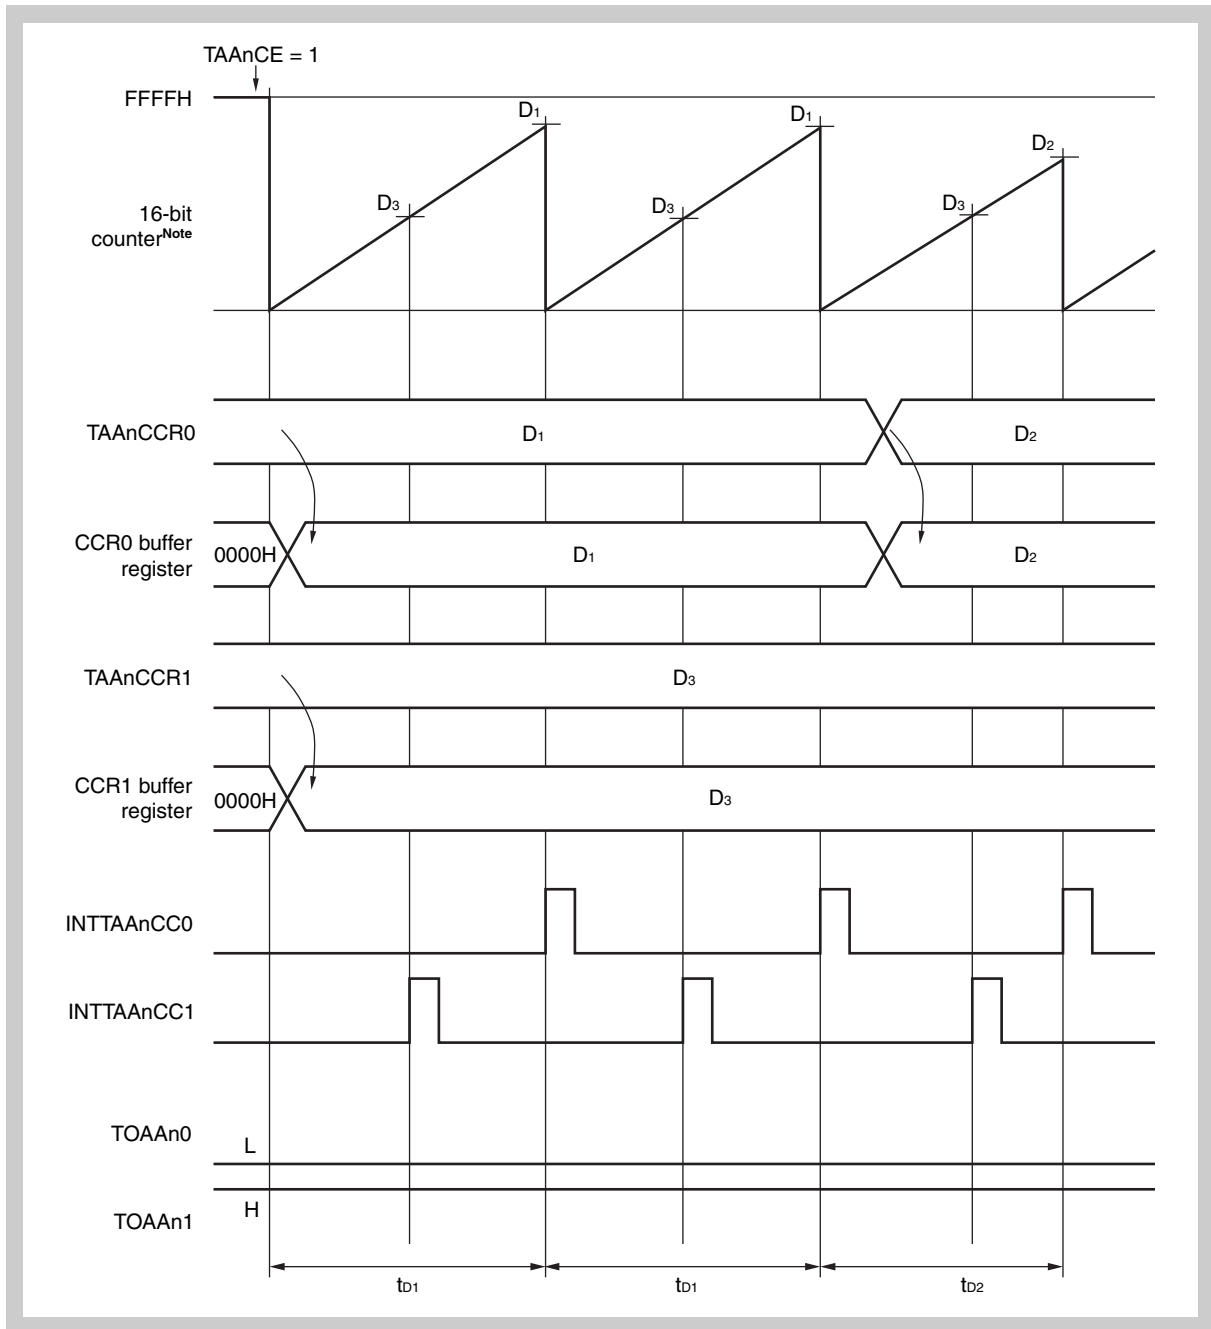 TAAnCE = 1
FFFFH
D1
D1
D2
D3
D3
D3
16-bit
counterNote
TAAnCCR0
D1
D2
CCR0 buffer
register
0000H
D1
D2
TAAnCCR1
D3
CCR1 buffer
register
0000H
D3
INTTAAnCC0
INTTAAnCC1
TOAAn0
L
H
TOAAn1
tD1
tD1
tD2